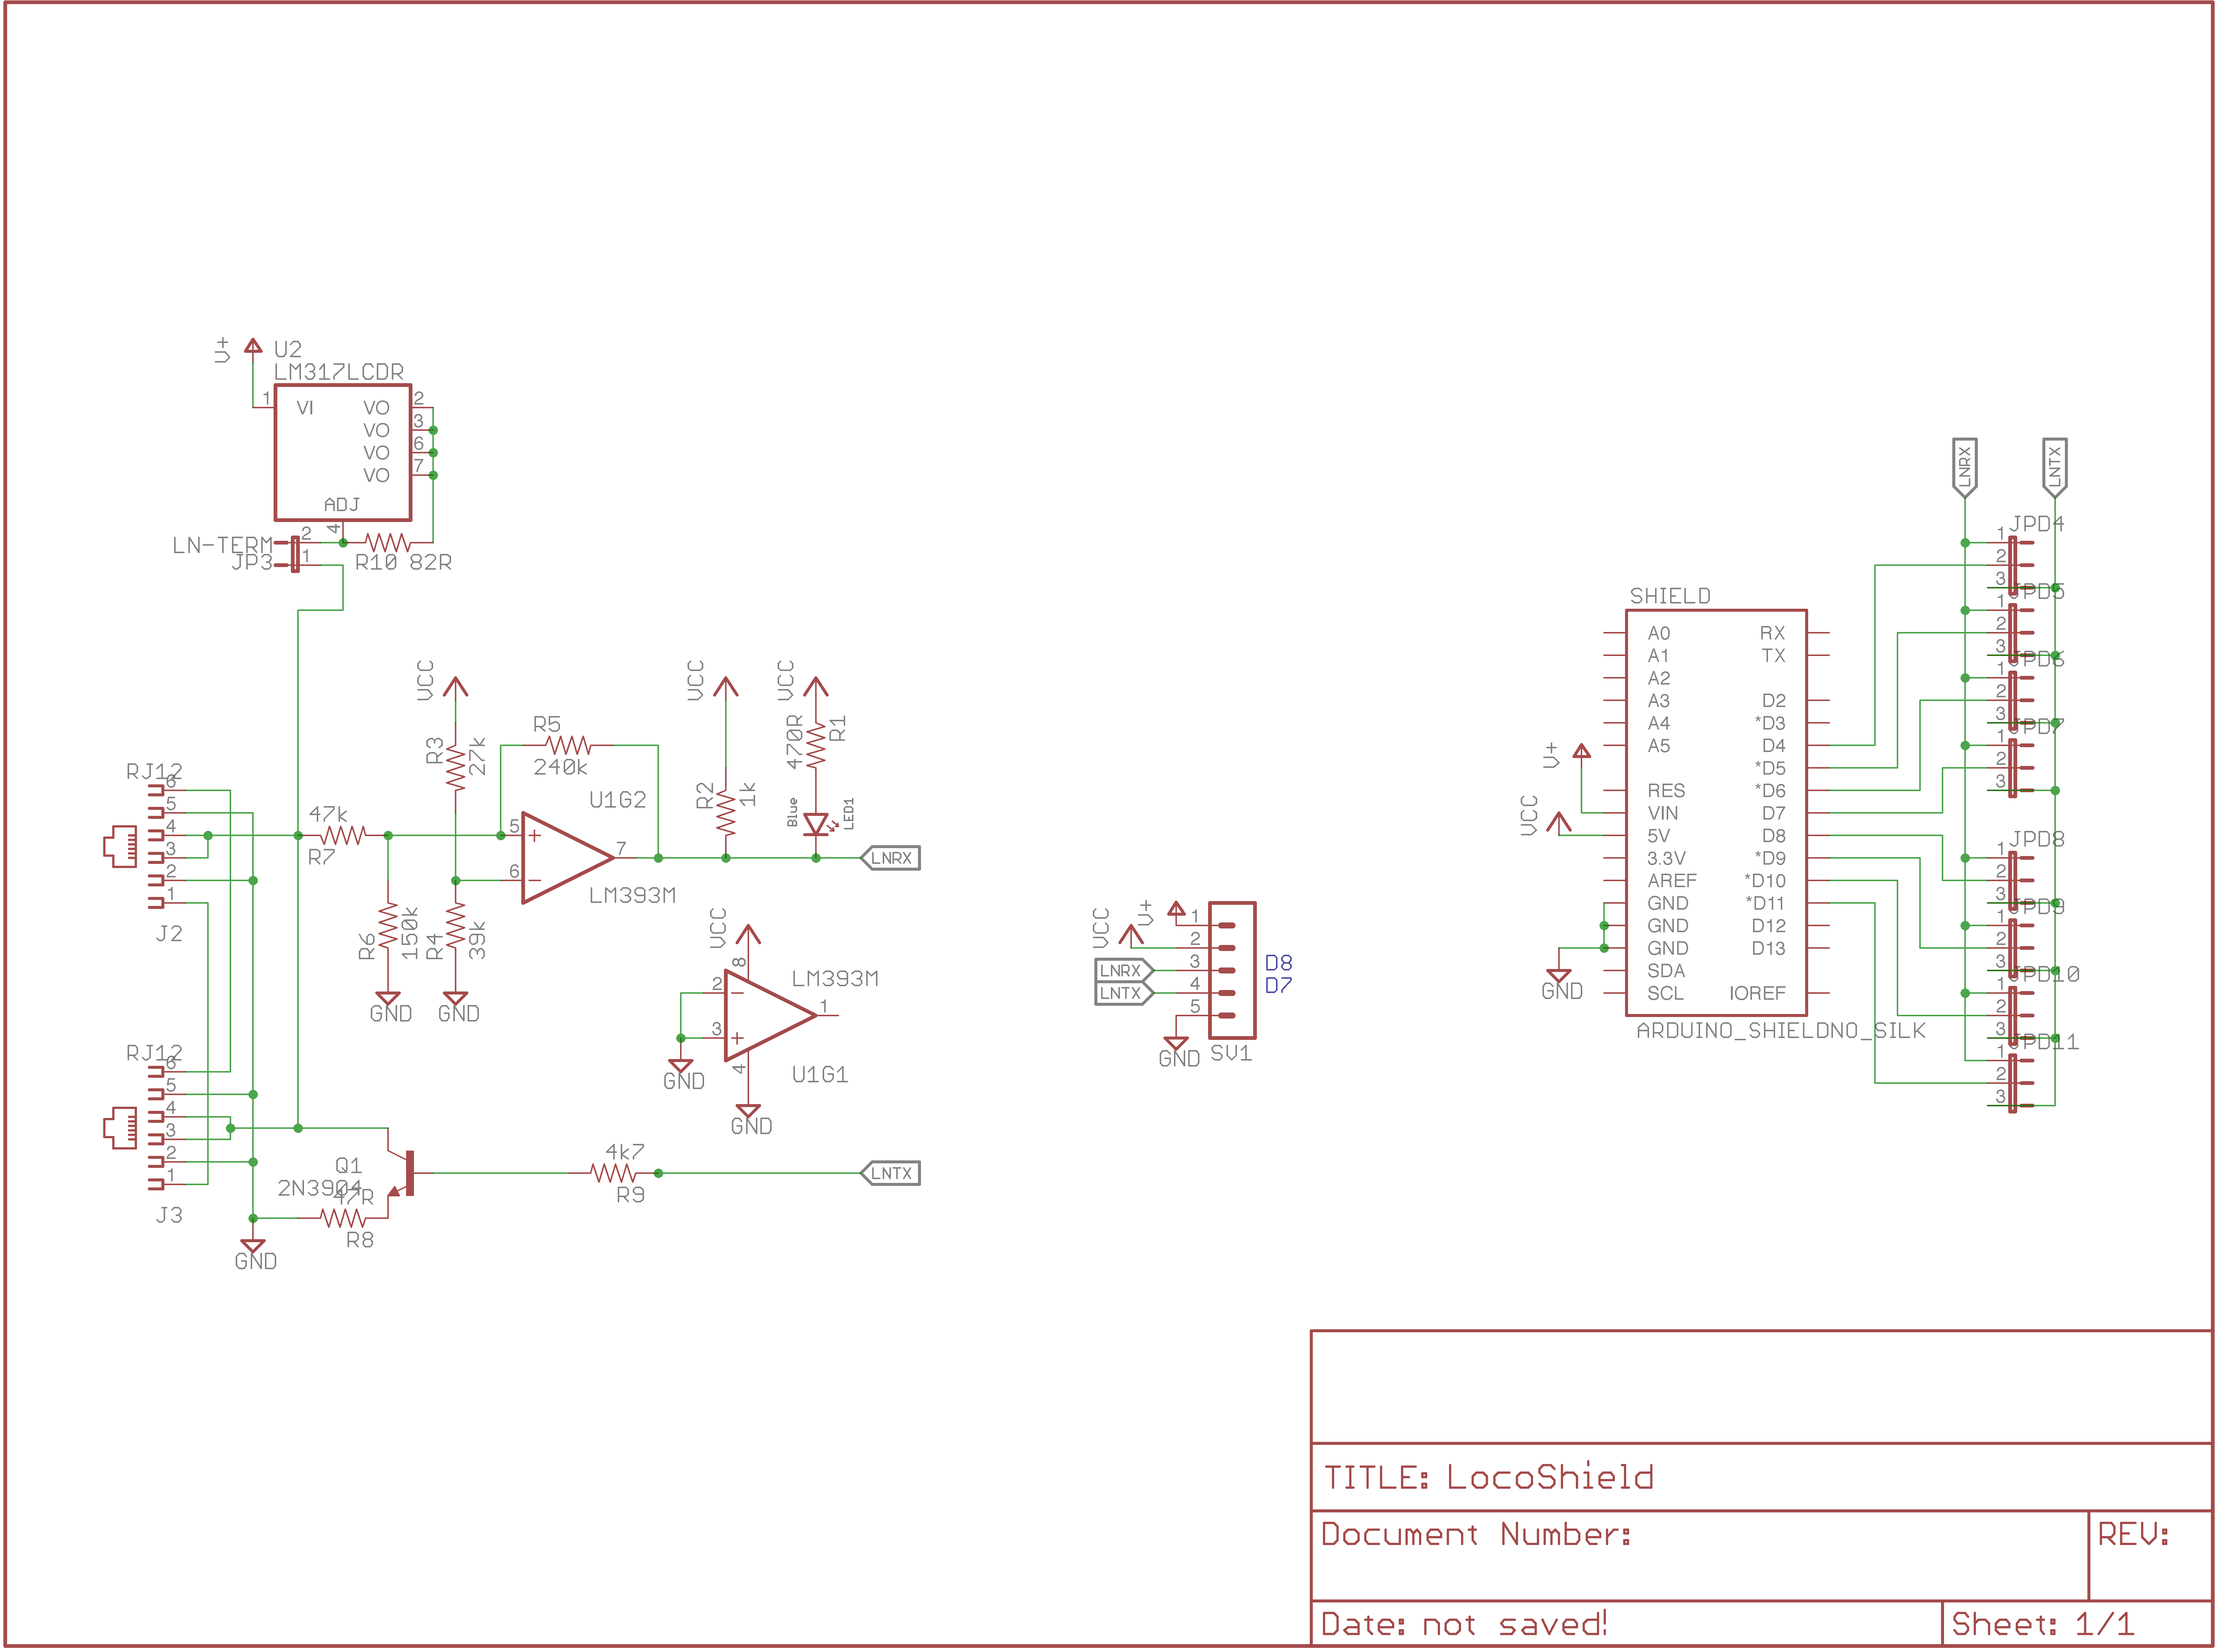 V+
U2
LM317LCDR
1
VI
VO
2
VO
3
VO
6
VO
7
ADJ
4
LN-TERM
2
JP3
1
R10
82R
VCC
R3
27k
R5
240k
U1G2
VCC
R2
1k
VCC
470R
R1
Blue
LED1
RJ12
6
5
4
3
2
1
J2
47k
R7
5
6
7
LM393M
LNRX
R6
150k
R4
39k
GND
GND
VCC
8
LM393M
2
3
1
4
U1G1
GND
GND
RJ12
6
5
4
3
2
1
J3
Q1
2N3904
47R
R8
GND
4k7
R9
LNTX
VCC
V+
1
2
LNRX
3
D8
LNTX
4
D7
5
GND
SV1
SHIELD
A0
RX
A1
TX
A2
A3
D2
A4
*D3
A5
D4
*D5
RES
*D6
VIN
D7
5V
D8
3.3V
*D9
AREF
*D10
GND
*D11
GND
D12
GND
D13
SDA
SCL
IOREF
V+
VCC
GND
ARDUINO_SHIELDNO_SILK
LNRX
LNTX
JPD4
1
2
3
JPD5
1
2
3
JPD6
1
2
3
JPD7
1
2
3
JPD8
1
2
3
JPD9
1
2
3
JPD10
1
2
3
JPD11
1
2
3
TITLE: LocoShield
Document Number:
REV:
Date: not saved!
Sheet: 1/1